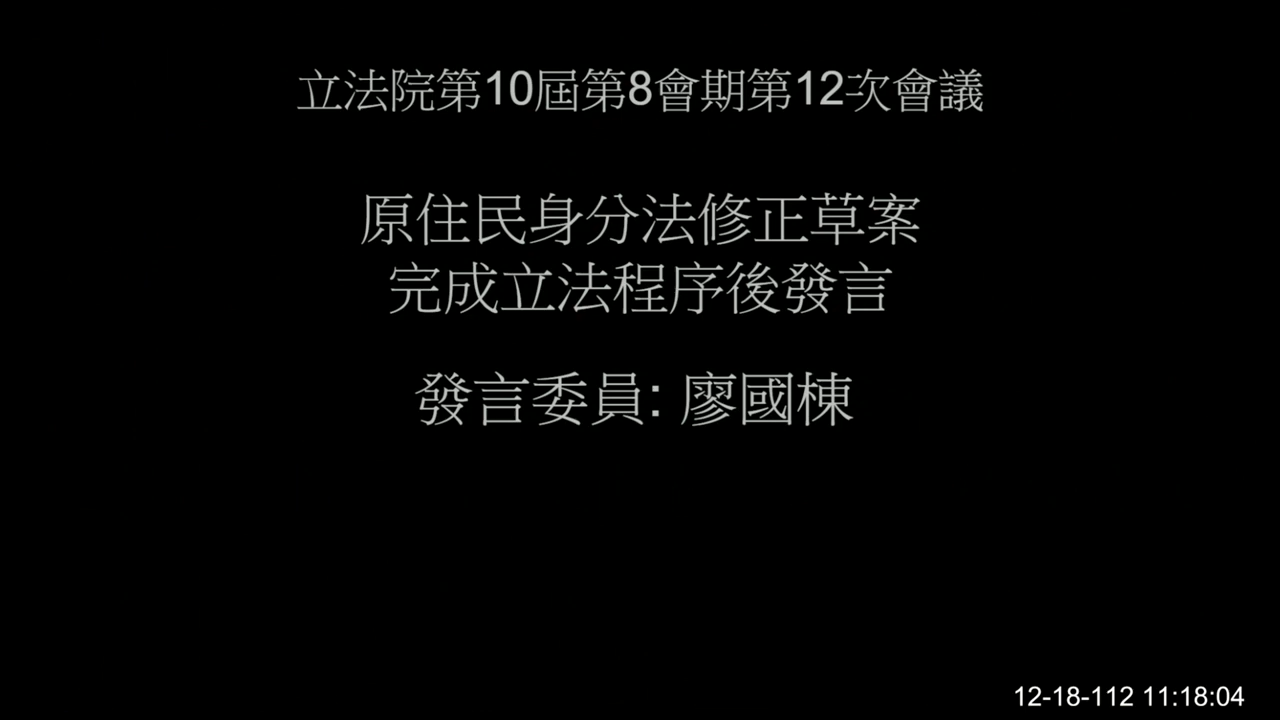 立法院第10屆第8會期第12次會議
原住民身分法修正草案
完成立法程序後發言
發言委員: 廖國棟
12-18-112 11:18:04